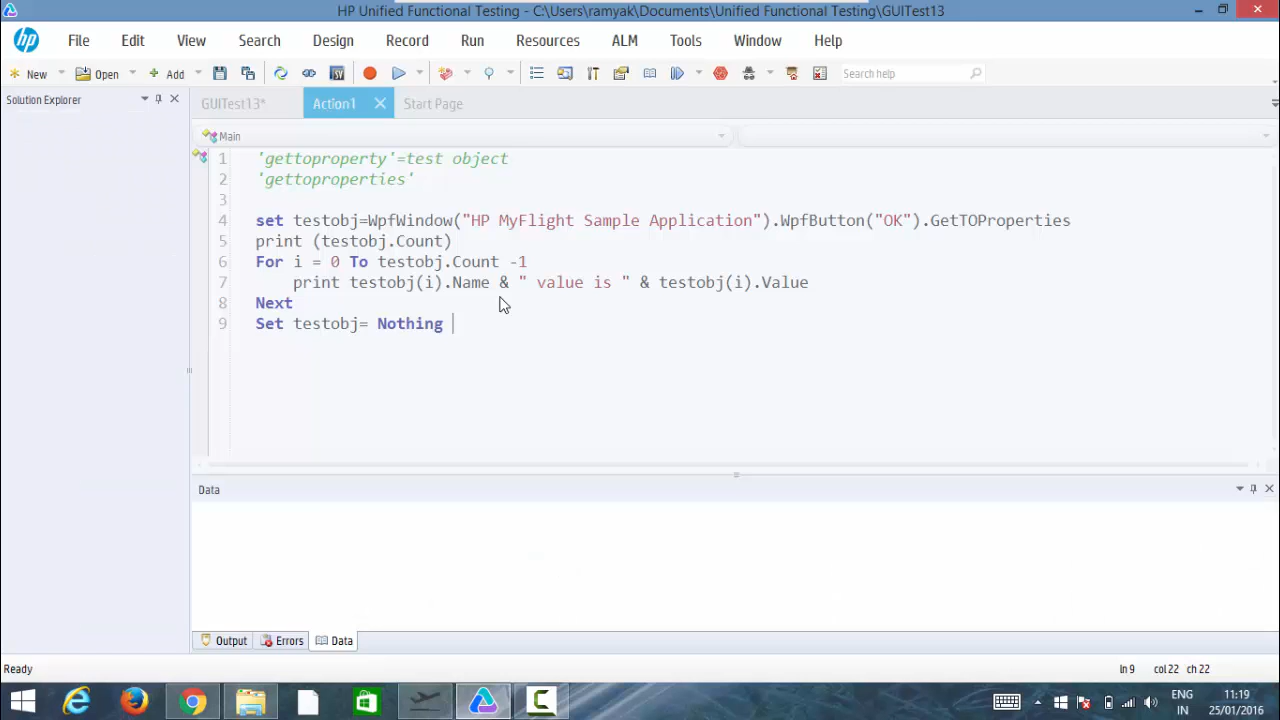 HP Unified Functional Testing - C:\Users\ramyak\Documents\Unified Functional Testing\GUITest13
hp File Edit View Search Design Record Run Resources ALM Tools Window Help
New Open Add Search help
Solution Explorer
GUITest13* Action1 Start Page
Main
1 'gettoproperty'=test object
2 'gettoproperties'
3
4 set testobj=WpfWindow("HP MyFlight Sample Application").WpfButton("OK").GetTOProperties
5 print (testobj.Count)
6 For i = 0 To testobj.Count -1
7 print testobj(i).Name & " value is " & testobj(i).Value
8 Next
9 Set testobj= Nothing
Data
Output Errors Data
Ready ln 9 col 22 ch 22
ENG 11:19
IN 25/01/2016